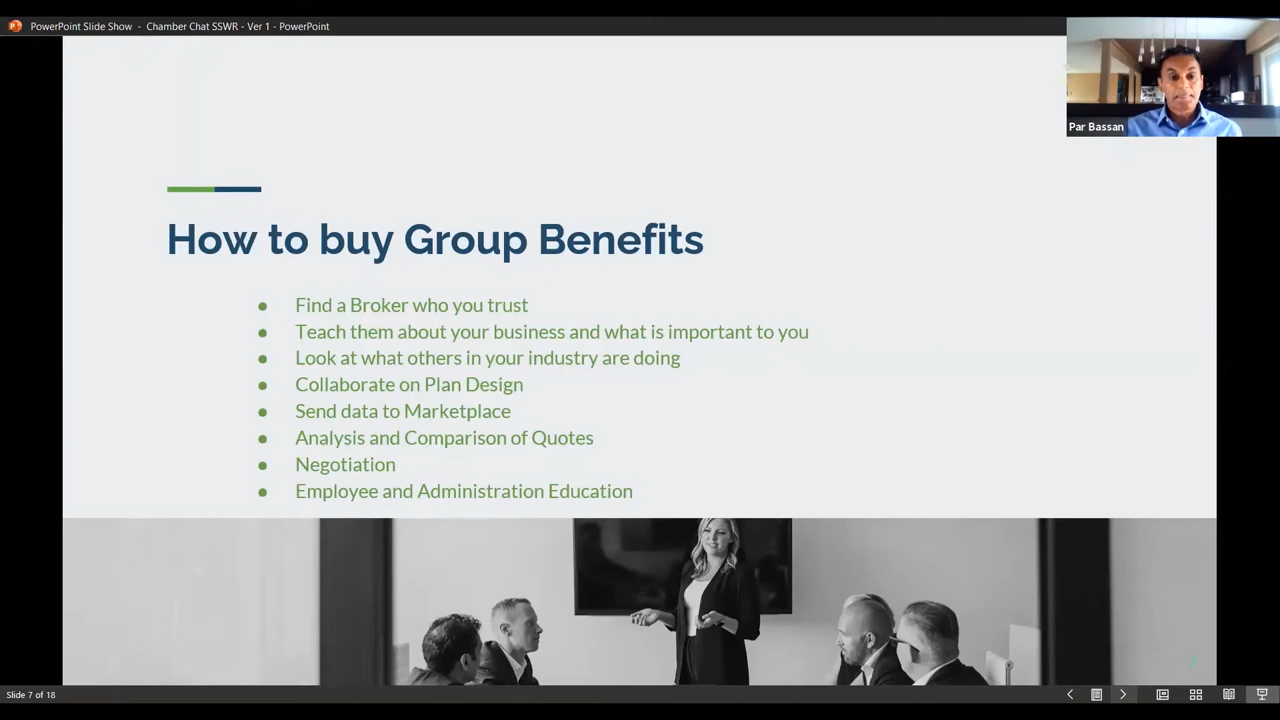 PowerPoint Slide Show - Chamber Chat SSWR - Ver 1 - PowerPoint
Par Bassan
How to buy Group Benefits
● Find a Broker who you trust
● Teach them about your business and what is important to you
● Look at what others in your industry are doing
● Collaborate on Plan Design
● Send data to Marketplace
● Analysis and Comparison of Quotes
● Negotiation
● Employee and Administration Education
7
Slide 7 of 18